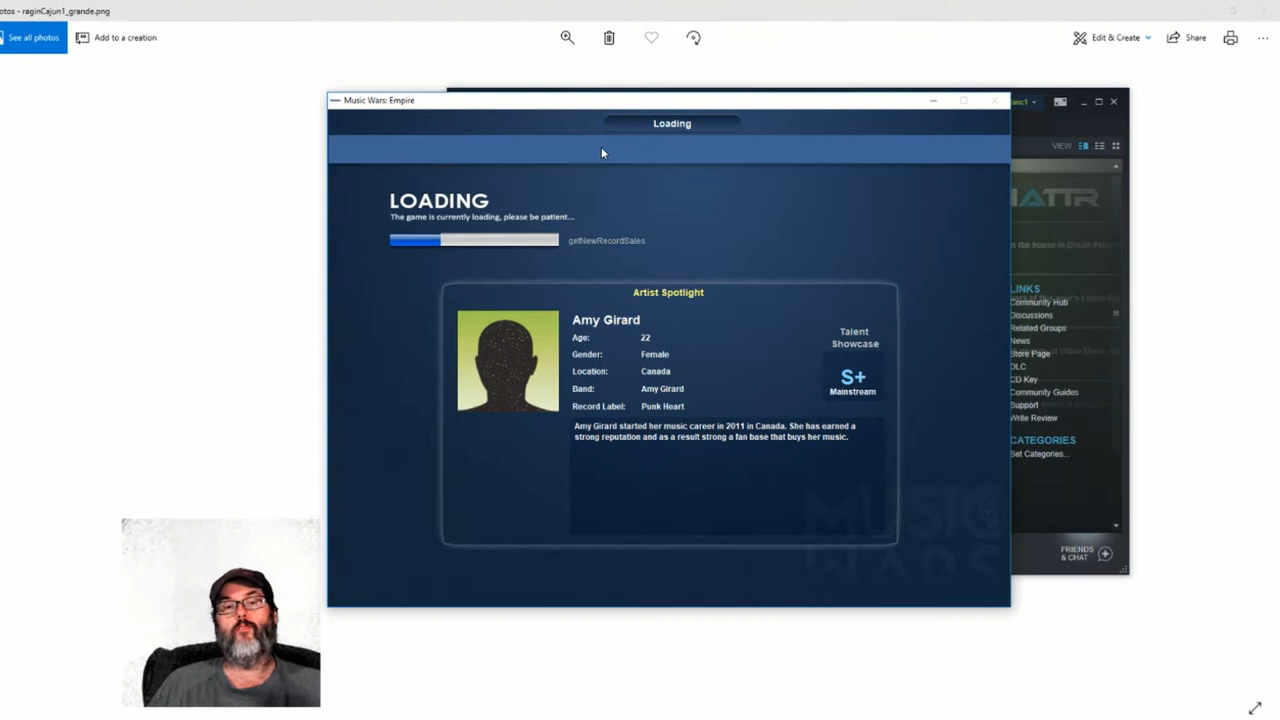 otos - raginCajun1_grande.png
See all photos
Add to a creation
Edit & Create
Share
Music Wars: Empire
Loading
VIEW
LOADING
The game is currently loading, please be patient...
getNewRecordSales
Artist Spotlight
Amy Girard
Age: 22
Gender: Female
Location: Canada
Band: Amy Girard
Record Label: Punk Heart
Talent
Showcase
S+
Mainstream
Amy Girard started her music career in 2011 in Canada. She has earned a
strong reputation and as a result strong a fan base that buys her music.
MUSIC
WARS
HATTR
LINKS
Community Hub
Discussions
Related Groups
News
Store Page
DLC
CD Key
Community Guides
Support
Write Review
CATEGORIES
Set Categories...
FRIENDS
& CHAT